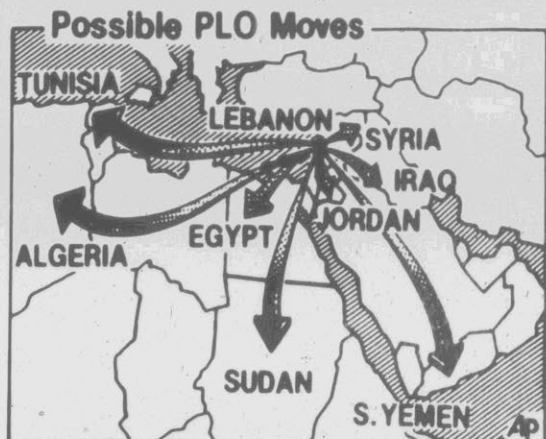 Possible PLO Moves
TUNISIA
LEBANON
SYRIA
IRAQ
JORDAN
EGYPT
ALGERIA
SUDAN
S. YEMEN
AP